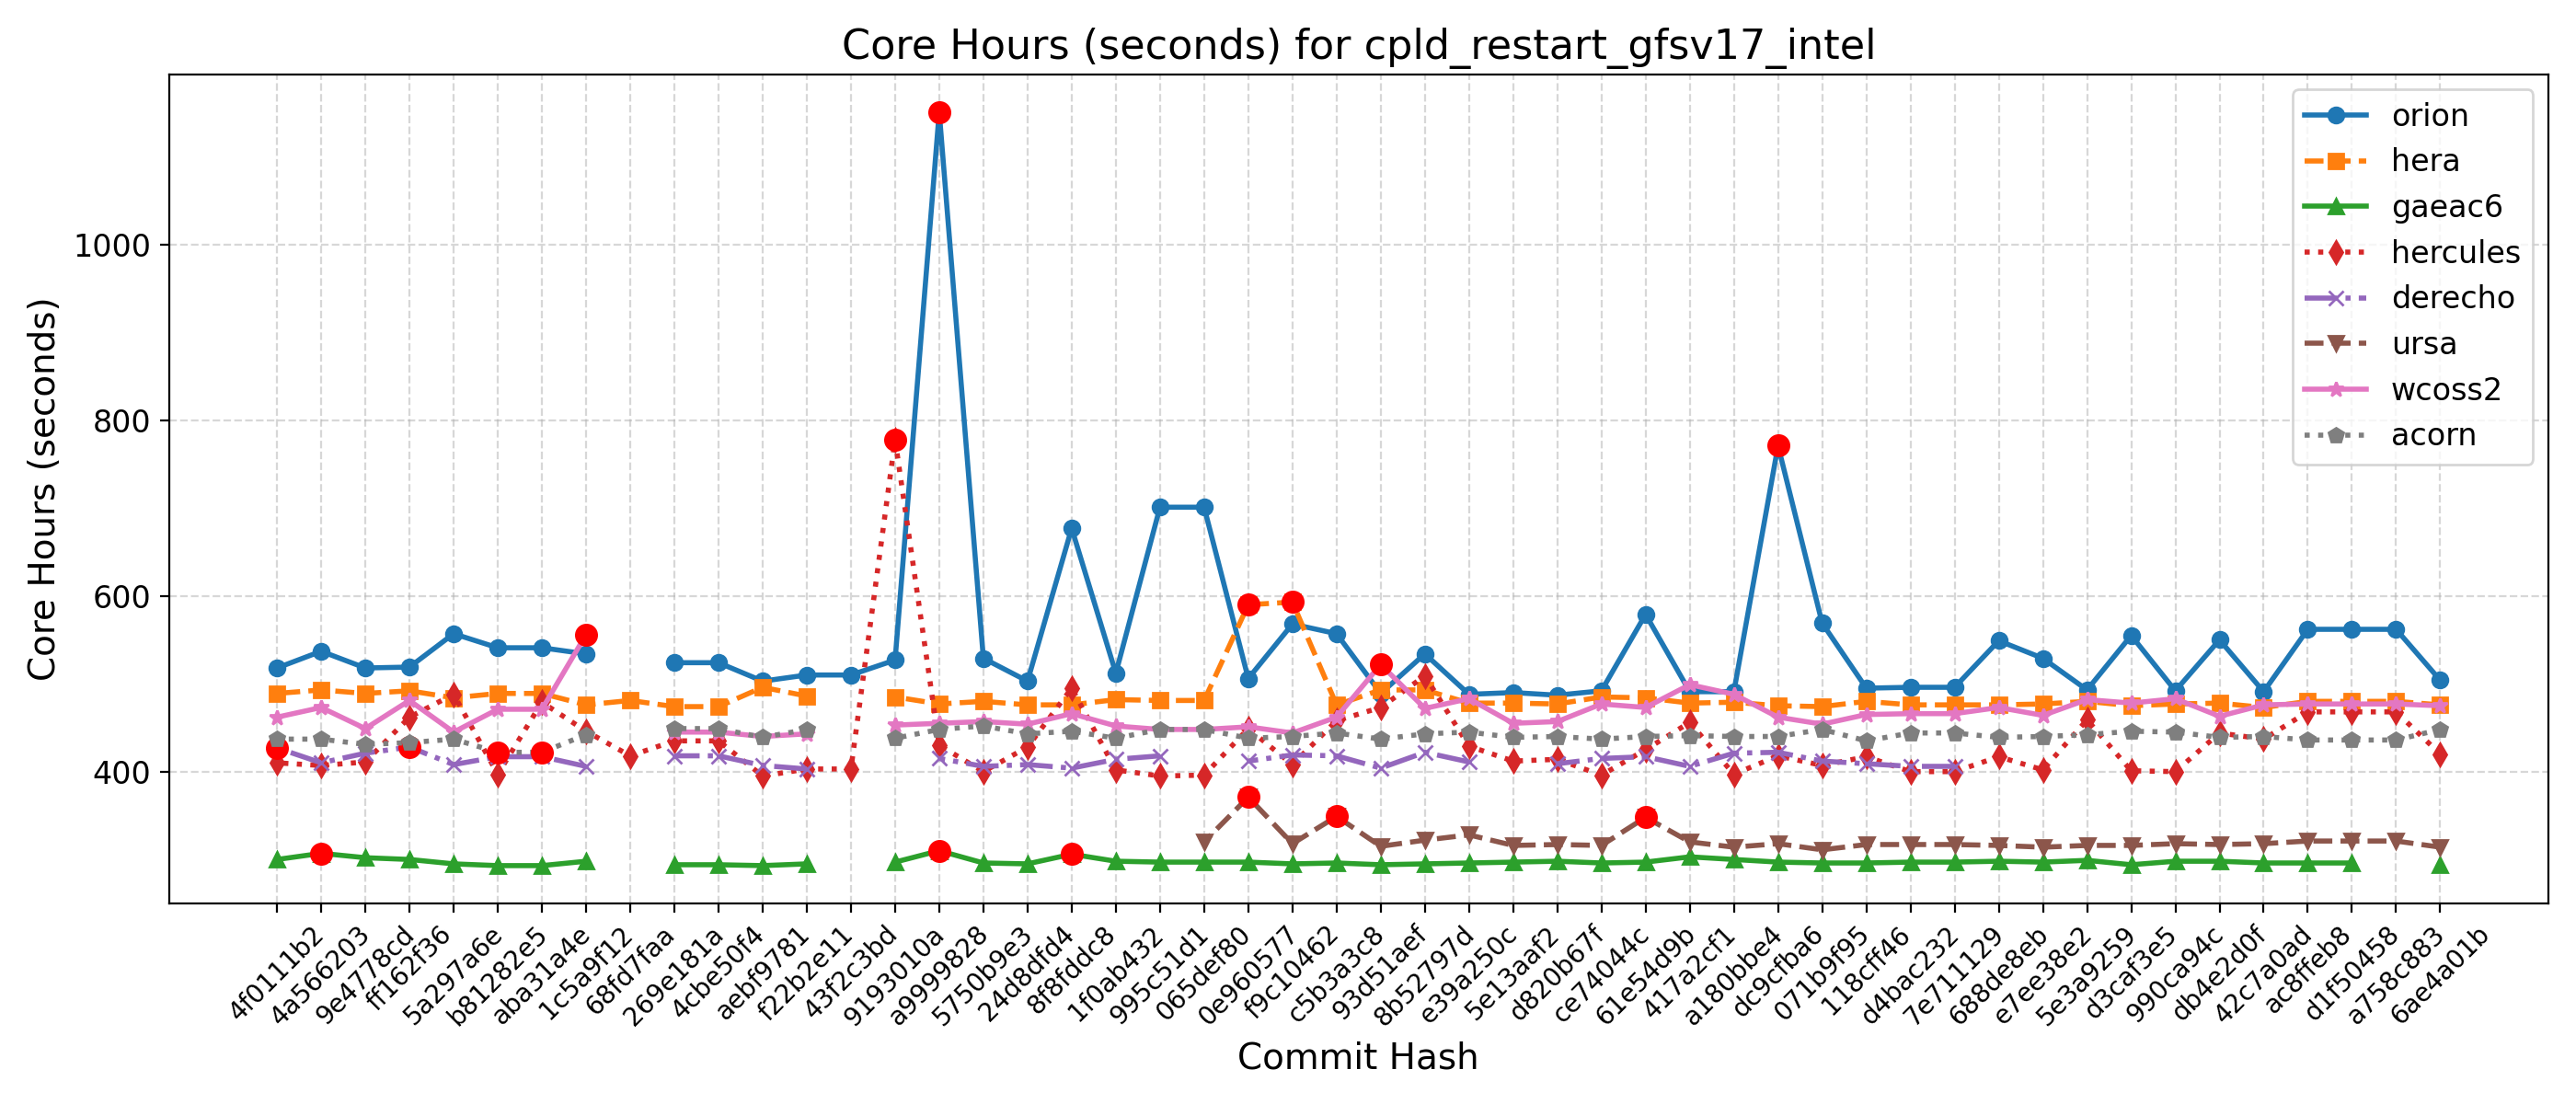 Core Hours (seconds) for cpld_restart_gfsv17_intel
Core Hours (seconds)
1000
800
600
400
orion
hera
gaeac6
hercules
derecho
ursa
wcoss2
acorn
4f0111b2
4a566203
9e4778cd
ff162f36
5a297a6e
b81282e5
aba31a4e
1c5a9f12
68fd7faa
269e181a
4cbe50f4
aebf9781
f22b2e11
43f2c3bd
9193010a
a9999828
5750b9e3
24d8dfd4
8f8fddc8
1f0ab432
995c51d1
065def80
0e960577
f9c10462
c5b3a3c8
93d51aef
8b52797d
e39a250c
5e13aaf2
d820b67f
ce74044c
61e54d9b
417a2cf1
a180bbe4
dc9cfba6
071b9f95
118cff46
d4bac232
7e711129
688de8eb
e7ee38e2
5e3a9259
d3caf3e5
990ca94c
db4e2d0f
42c7a0ad
ac8ffeb8
d1f50458
a758c883
6ae4a01b
Commit Hash